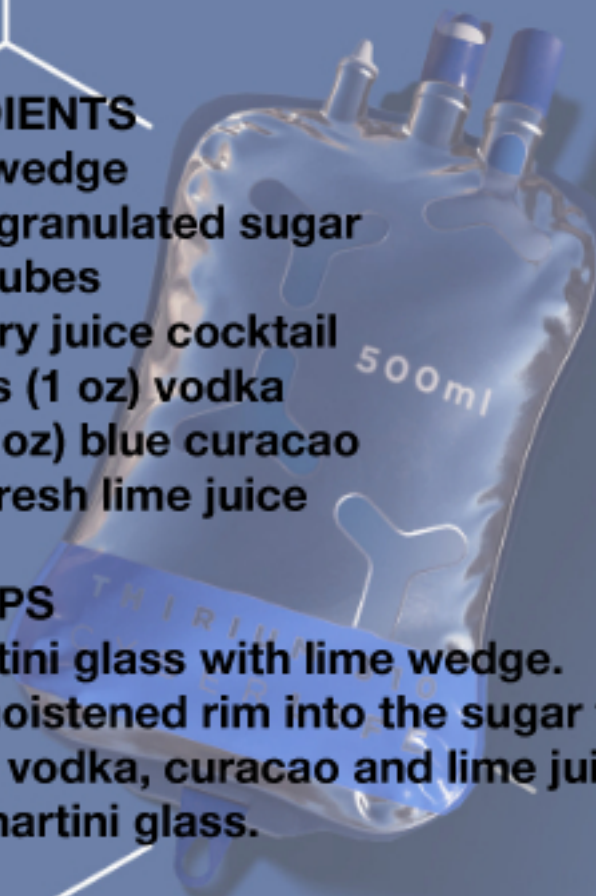 DIENTS
wedge
granulated sugar
ubes
ry juice cocktail
s (1 oz) vodka
oz) blue curacao
resh lime juice
500ml
PS
tini glass with lime wedge.
oistened rim into the sugar
vodka, curacao and lime jui
artini glass.